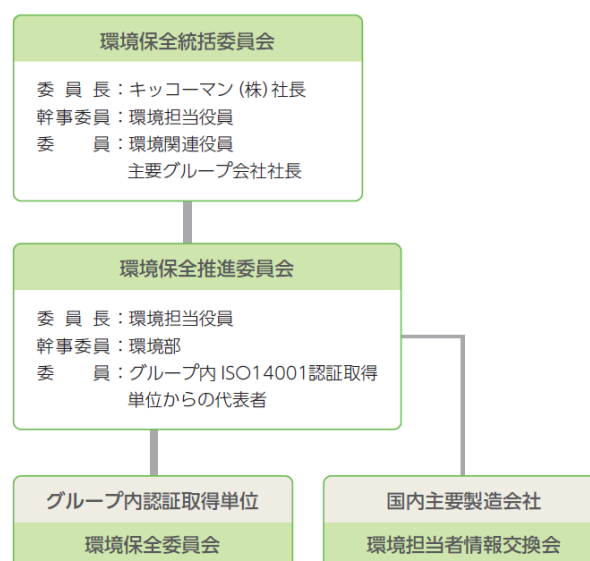 環境保全統括委員会
委員長：キッコーマン(株)社長
幹事委員：環境担当役員
委　　員：環境関連役員
主要グループ会社社長
環境保全推進委員会
委員長：環境担当役員
幹事委員：環境部
委　　員：グループ内ISO14001認証取得
単位からの代表者
グループ内認証取得単位
環境保全委員会
国内主要製造会社
環境担当者情報交換会